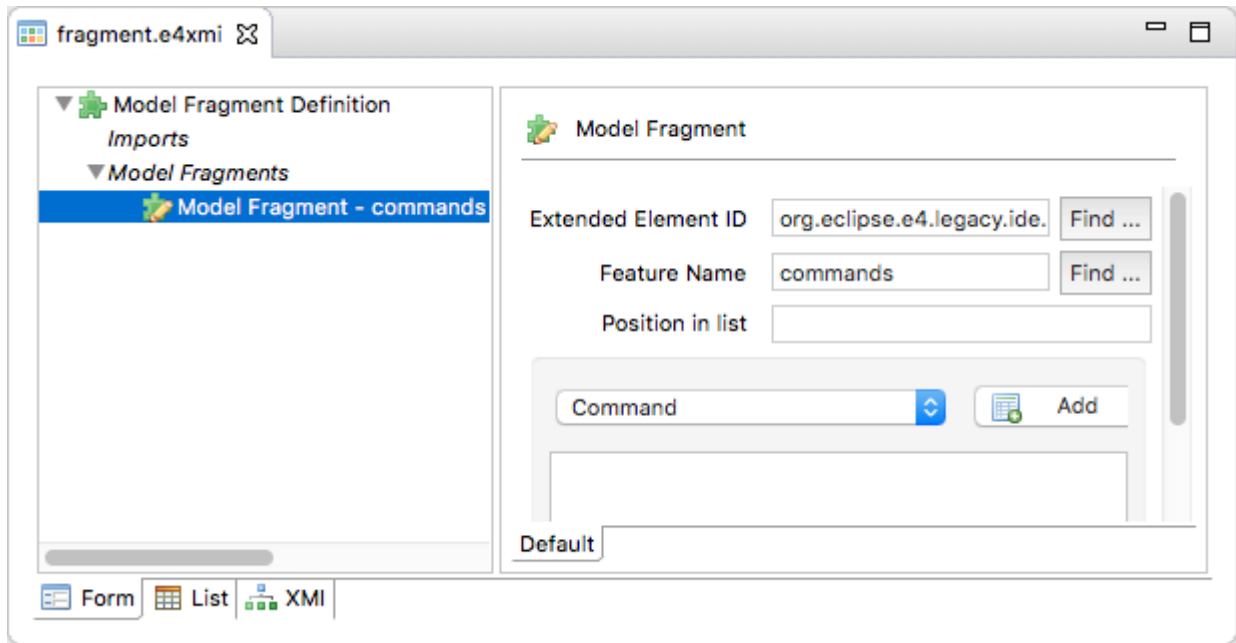 fragment.e4xmi
Model Fragment Definition
Imports
Model Fragments
Model Fragment - commands
Model Fragment
Extended Element ID org.eclipse.e4.legacy.ide. Find ...
Feature Name commands Find ...
Position in list
Command Add
Default
Form List XMI